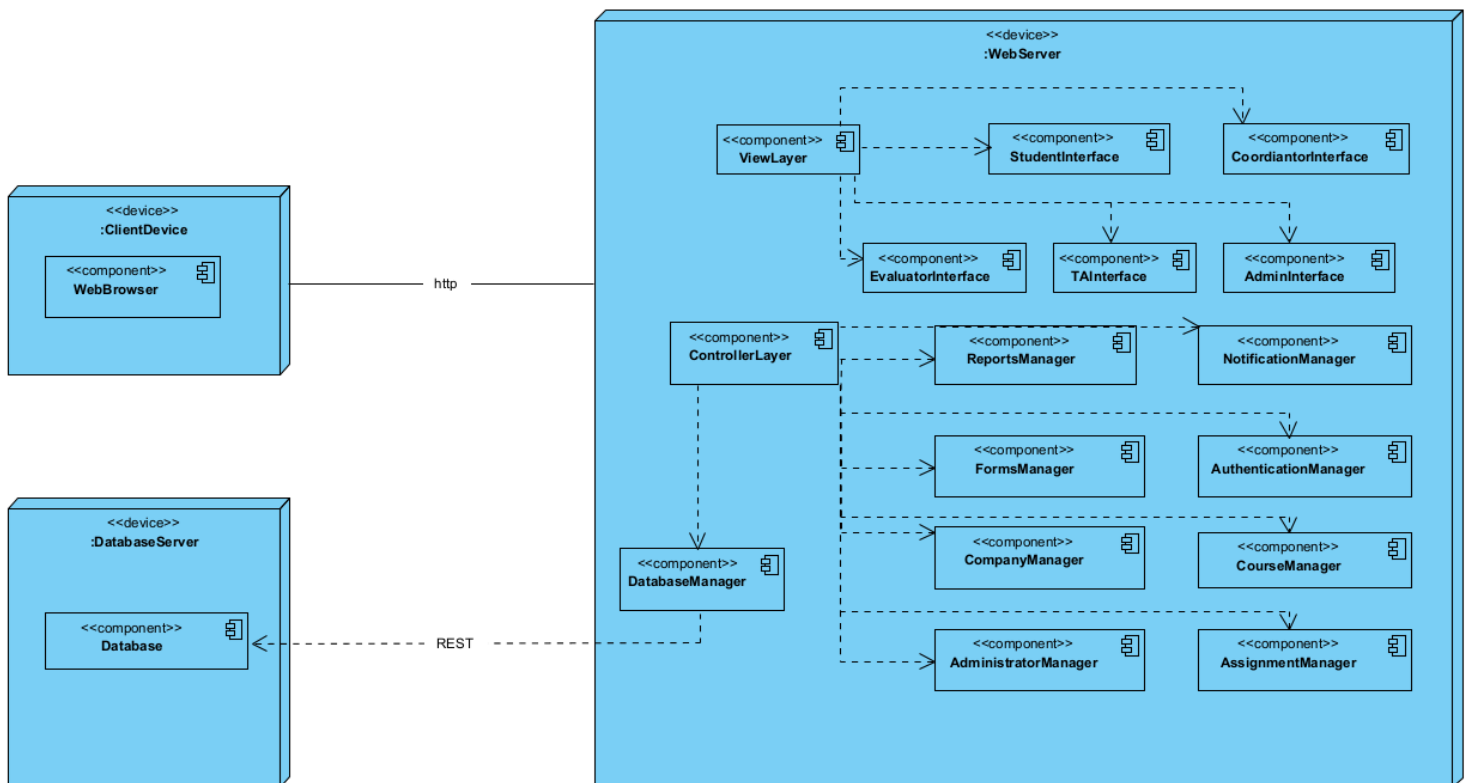 <<device>>
:WebServer
<<component>>
ViewLayer
<<component>>
StudentInterface
<<component>>
CoordiantorInterface
<<device>>
:ClientDevice
<<component>>
WebBrowser
http
<<component>>
EvaluatorInterface
<<component>>
TAInterface
<<component>>
AdminInterface
<<component>>
ControllerLayer
<<component>>
ReportsManager
<<component>>
NotificationManager
<<component>>
FormsManager
<<component>>
AuthenticationManager
<<device>>
:DatabaseServer
<<component>>
DatabaseManager
<<component>>
CompanyManager
<<component>>
CourseManager
<<component>>
Database
REST
<<component>>
AdministratorManager
<<component>>
AssignmentManager